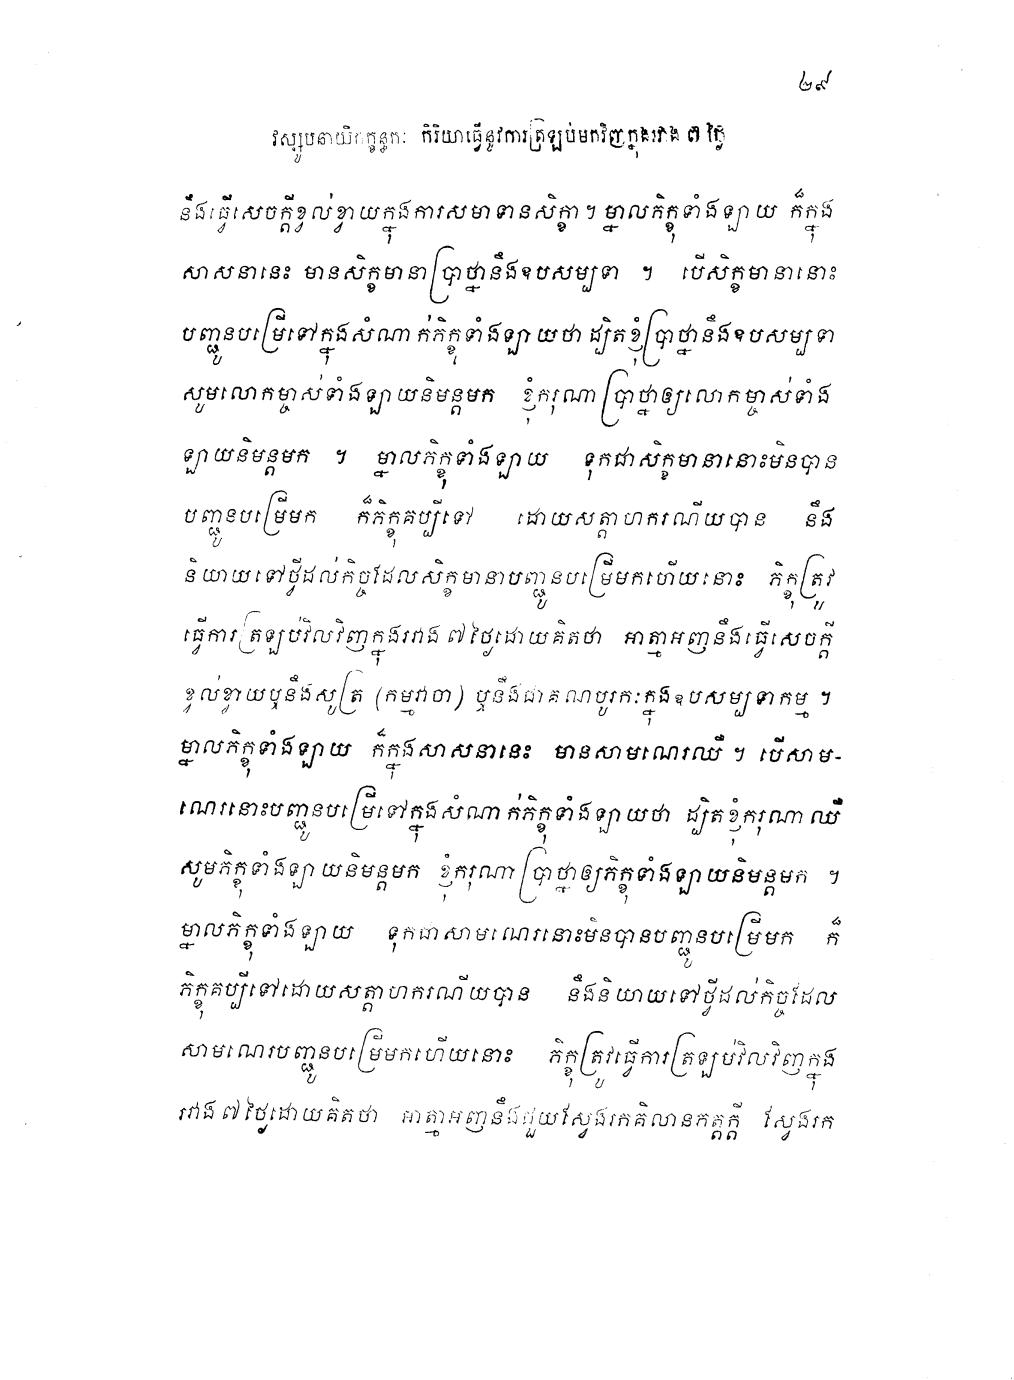 ២៩
វស្សូបនាយិកក្ខន្ធកៈ កិរិយាធ្វើនូវការត្រឡប់មកវិញក្នុងរវាង ៧ ថ្ងៃ
នឹងធ្វើសេចក្តីខ្វល់ខ្វាយក្នុងការសមាទានសិក្ខា ។ ម្នាលភិក្ខុទាំងឡាយ ក៏ក្នុង
សាសនានេះ មានសិក្ខមានាប្រាថ្នានឹងឧបសម្បទា ។ បើសិក្ខមានានោះ
បញ្ជូនបម្រើទៅក្នុងសំណាក់ភិក្ខុទាំងឡាយថា ដ្បិតខ្ញុំប្រាថ្នានឹងឧបសម្បទា
សូមលោកម្ចាស់ទាំងឡាយនិមន្តមក ខ្ញុំករុណាប្រាថ្នាឲ្យលោកម្ចាស់ទាំង
ឡាយនិមន្តមក ។ ម្នាលភិក្ខុទាំងឡាយ ទុកជាសិក្ខមានានោះមិនបាន
បញ្ជូនបម្រើមក ក៏ភិក្ខុគប្បីទៅ ដោយសត្តាហករណីយបាន នឹង
និយាយទៅថ្វីដល់កិច្ចដែលសិក្ខមានាបញ្ជូនបម្រើមកហើយនោះ ភិក្ខុត្រូវ
ធ្វើការត្រឡប់វិលវិញក្នុងរវាង ៧ ថ្ងៃដោយគិតថា អាត្មាអញនឹងធ្វើសេចក្តី
ខ្វល់ខ្វាយឬនឹងសូត្រ (កម្មវាចា) ឬនឹងជាគណបូរកៈក្នុងឧបសម្បទាកម្ម ។
ម្នាលភិក្ខុទាំងឡាយ ក៏ក្នុងសាសនានេះ មានសាមណេរឈឺ ។ បើសាម-
ណេរនោះបញ្ជូនបម្រើទៅក្នុងសំណាក់ភិក្ខុទាំងឡាយថា ដ្បិតខ្ញុំករុណាឈឺ
សូមភិក្ខុទាំងឡាយនិមន្តមក ខ្ញុំករុណាប្រាថ្នាឲ្យភិក្ខុទាំងឡាយនិមន្តមក ។
ម្នាលភិក្ខុទាំងឡាយ ទុកជាសាមណេរនោះមិនបានបញ្ជូនបម្រើមក ក៏
ភិក្ខុគប្បីទៅដោយសត្តាហករណីយបាន នឹងនិយាយទៅថ្វីដល់កិច្ចដែល
សាមណេរបញ្ជូនបម្រើមកហើយនោះ ភិក្ខុត្រូវធ្វើការត្រឡប់វិលវិញក្នុង
រវាង ៧ ថ្ងៃដោយគិតថា អាត្មាអញនឹងជួយស្វែងរកគិលានភត្តក្តី ស្វែងរក